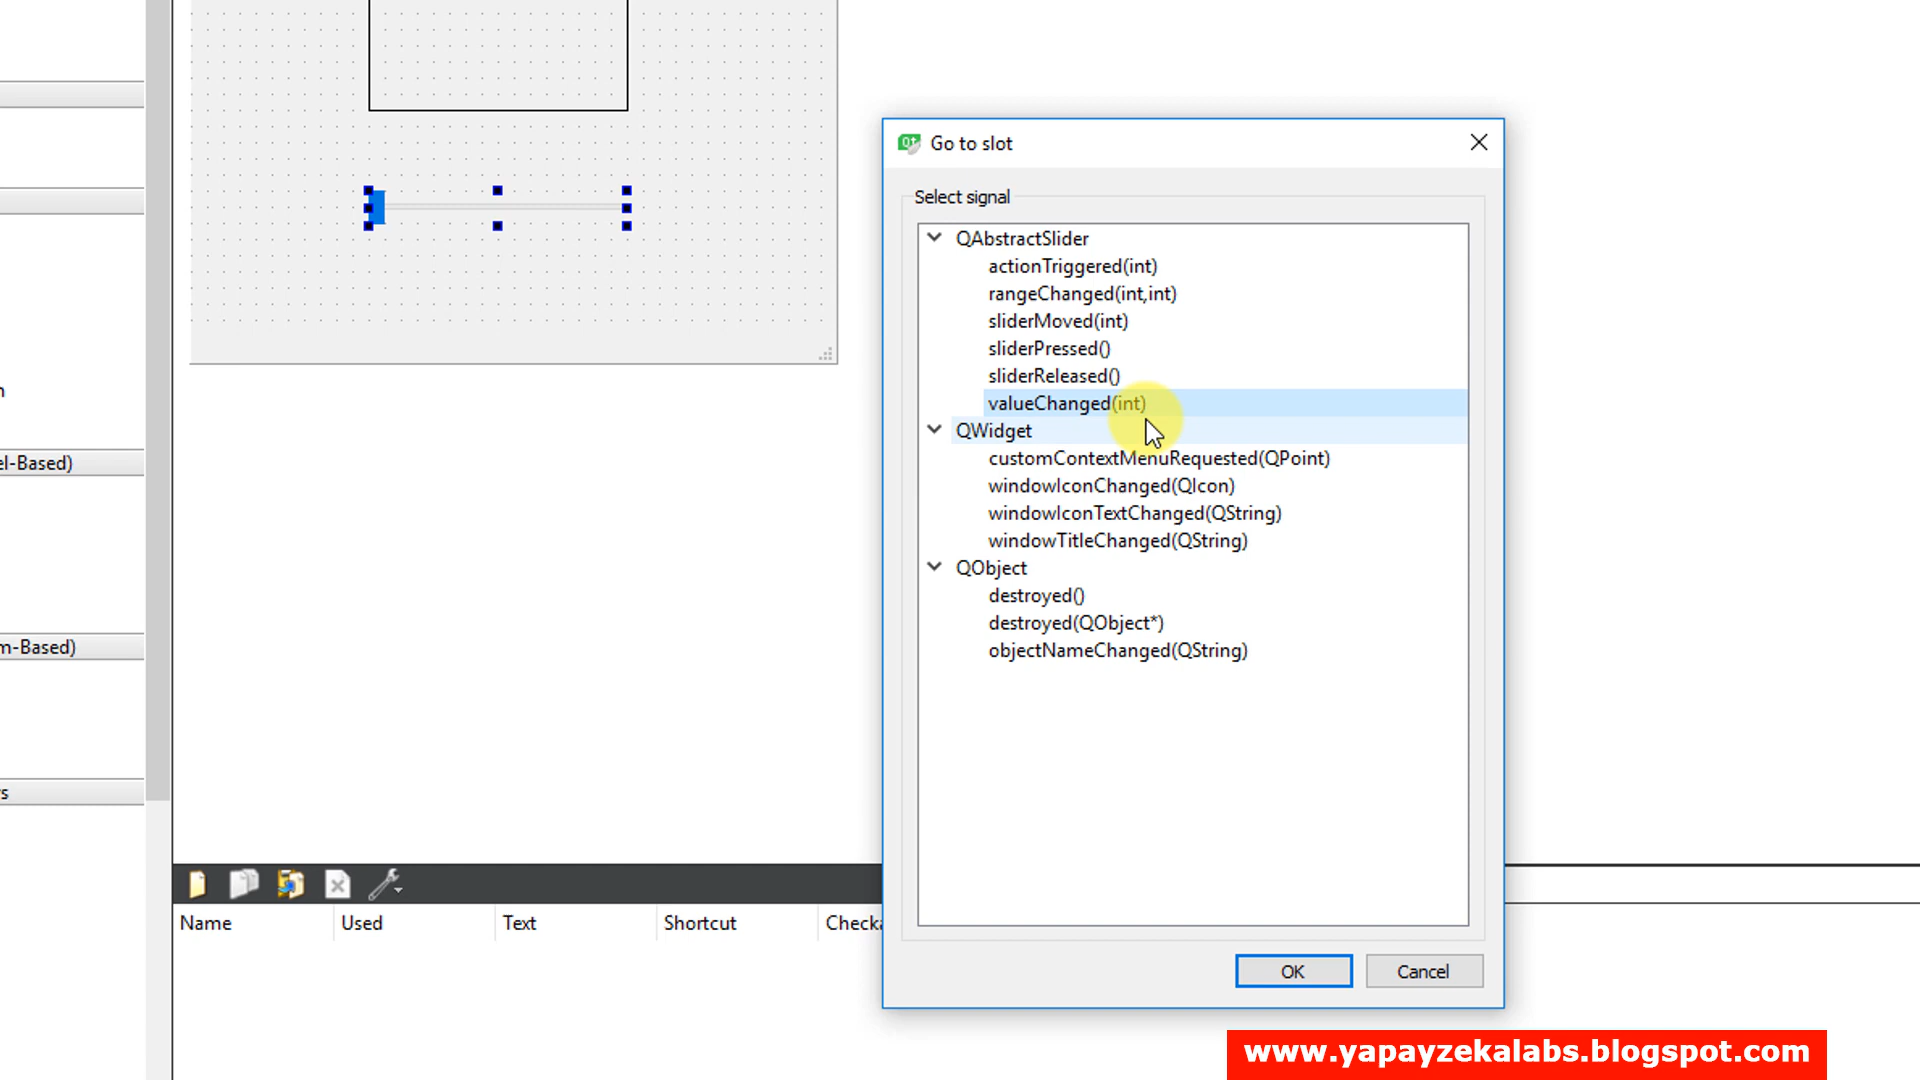 Go to slot
Select signal
QAbstractSlider
actionTriggered(int)
rangeChanged(int,int)
sliderMoved(int)
sliderPressed()
sliderReleased()
valueChanged(int)
QWidget
customContextMenuRequested(QPoint)
windowIconChanged(QIcon)
windowIconTextChanged(QString)
windowTitleChanged(QString)
QObject
destroyed()
destroyed(QObject*)
objectNameChanged(QString)
OK Cancel
n
el-Based)
m-Based)
rs
Name Used Text Shortcut Checka
www.yapayzekalabs.blogspot.com